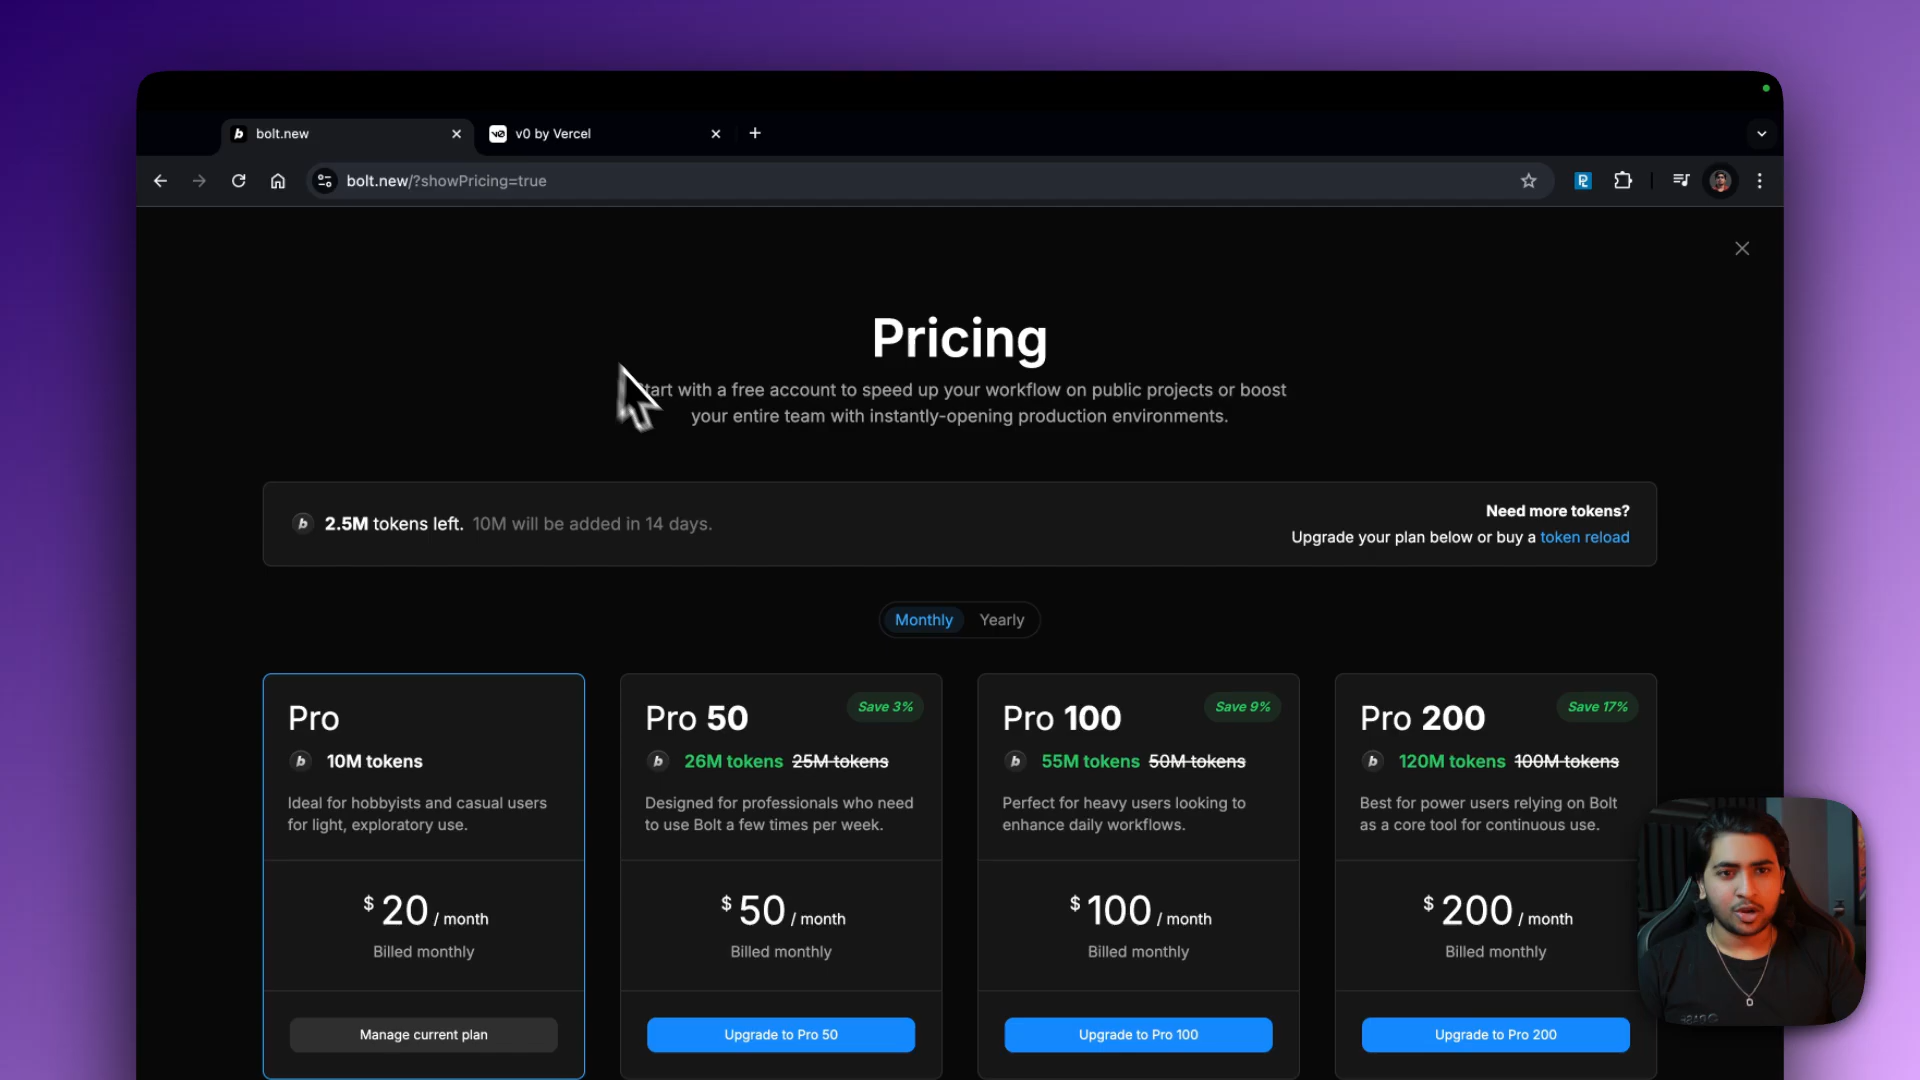 bolt.new
v0 by Vercel
bolt.new/?showPricing=true
Pricing
tart with a free account to speed up your workflow on public projects or boost
your entire team with instantly-opening production environments.
2.5M tokens left. 10M will be added in 14 days.
Need more tokens?
Upgrade your plan below or buy a token reload
Monthly
Yearly
Pro
10M tokens
Ideal for hobbyists and casual users
for light, exploratory use.
$ 20 / month
Billed monthly
Manage current plan
Pro 50
Save 3%
26M tokens 25M tokens
Designed for professionals who need
to use Bolt a few times per week.
$ 50 / month
Billed monthly
Upgrade to Pro 50
Pro 100
Save 9%
55M tokens 50M tokens
Perfect for heavy users looking to
enhance daily workflows.
$ 100 / month
Billed monthly
Upgrade to Pro 100
Pro 200
Save 17%
120M tokens 100M tokens
Best for power users relying on Bolt
as a core tool for continuous use.
$ 200 / month
Billed monthly
Upgrade to Pro 200